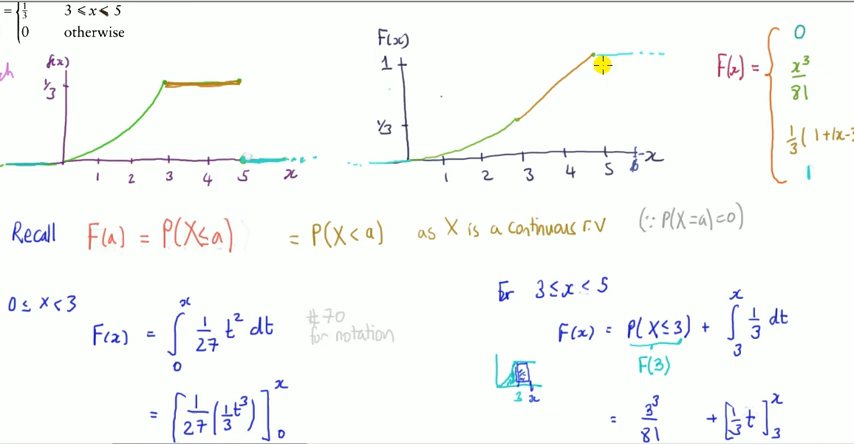 = { 1/3 3 ⩽ x ⩽ 5
0 otherwise
f(x)
1/3
1 2 3 4 5 x
F(x)
1
1/3
1 2 3 4 5 6 x
F(x) = { 0
x³/81
1/3 ( 1 + (x-3
1
Recall F(a) = P(X≤a) = P(X<a) as X is a continuous r.v (∵ P(X=a)=0)
0 ≤ x < 3
F(x) = ∫₀ˣ 1/27 t² dt
#70
for notation
= [ 1/27 ( 1/3 t³ ) ]₀ˣ
For 3 ≤ x < 5
F(x) = P(X≤3) + ∫₃ˣ 1/3 dt
F(3)
3 x
= 3³/81 + [ 1/3 t ]₃ˣ